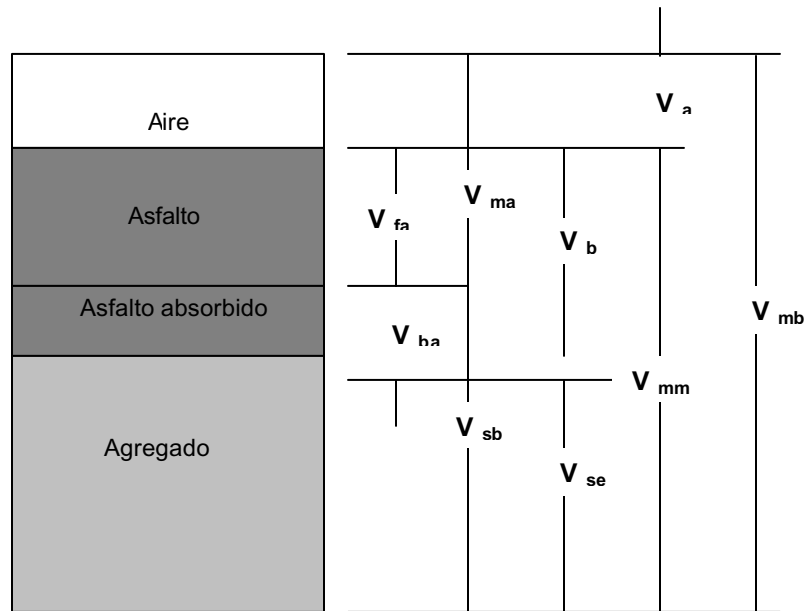 Aire
Asfalto
Asfalto absorbido
Agregado
V a
V ma
V fa
V b
V ba
V mb
V mm
V sb
V se